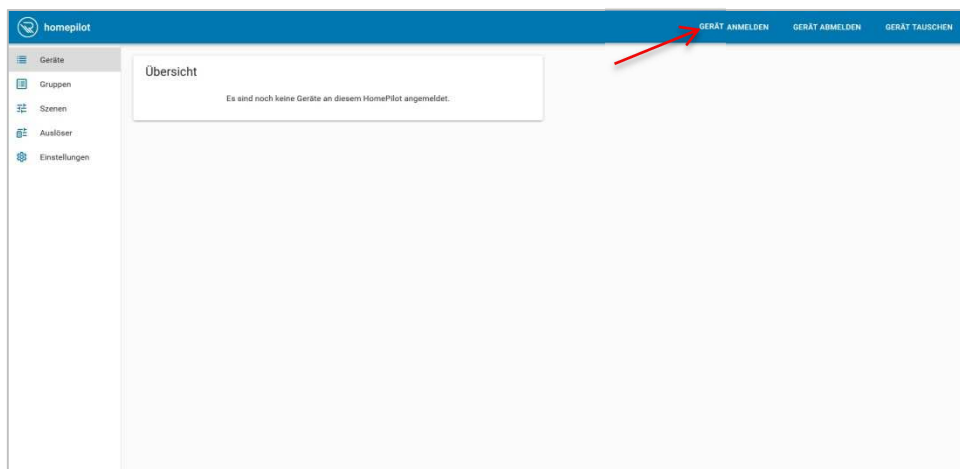 homepilot
GERÄT ANMELDEN
GERÄT ABMELDEN
GERÄT TAUSCHEN
Geräte
Gruppen
Szenen
Auslöser
Einstellungen
Übersicht
Es sind noch keine Geräte an diesem HomePilot angemeldet.